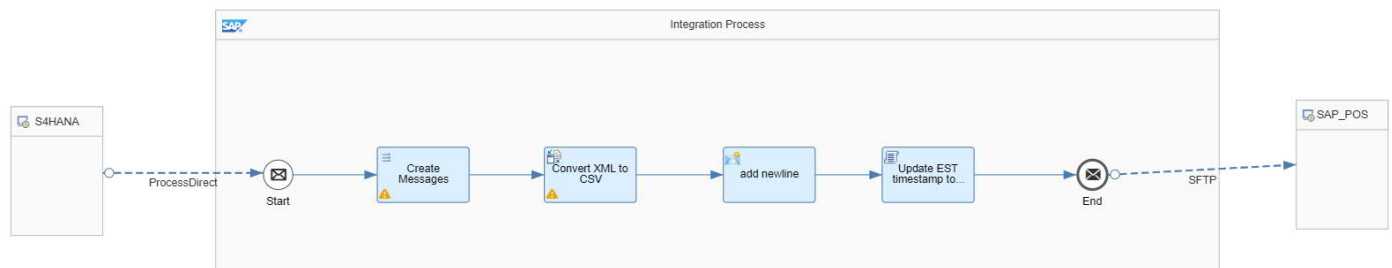 SAP
Integration Process
S4HANA
SAP_POS
ProcessDirect
Start
Create
Messages
Convert XML to
CSV
add newline
Update EST
timestamp to...
End
SFTP